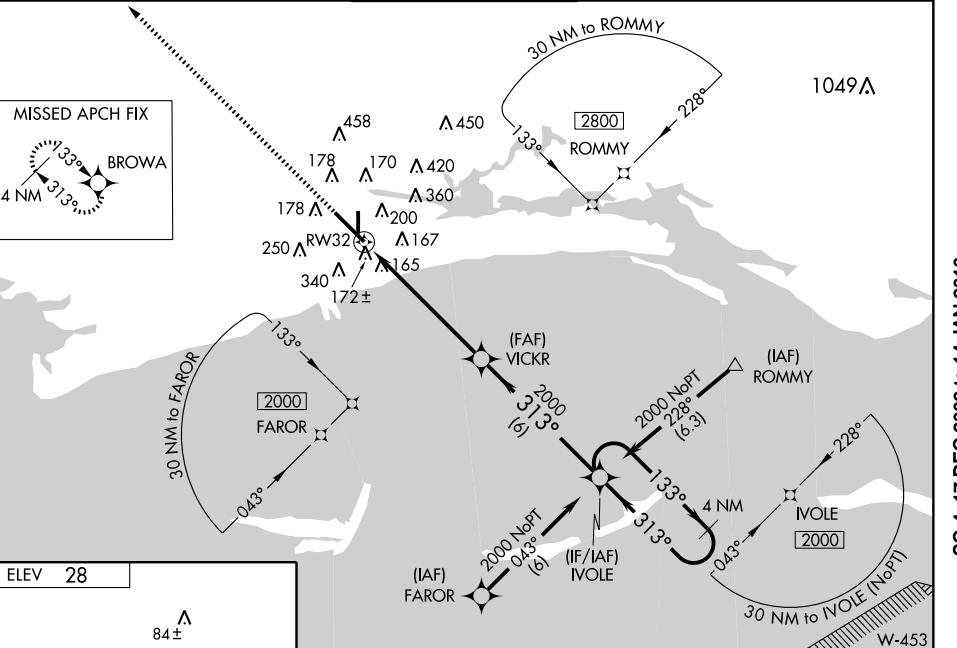 30 NM to ROMMY
1049
MISSED APCH FIX
133°
BROWA
4 NM
313°
458
450
178
170
420
360
178
200
250
RW32
167
340
165
172±
133°
2800
ROMMY
228°
133°
30 NM to FAROR
2000
FAROR
043°
(FAF)
VICKR
2000
313°
(6)
(IAF)
ROMMY
2000 NoPT
228°
(6.3)
133°
4 NM
313°
228°
IVOLE
2000
043°
30 NM to IVOLE (NoPT)
2000 NoPT
043°
(6)
(IF/IAF)
IVOLE
(IAF)
FAROR
ELEV 28
84±
W-453